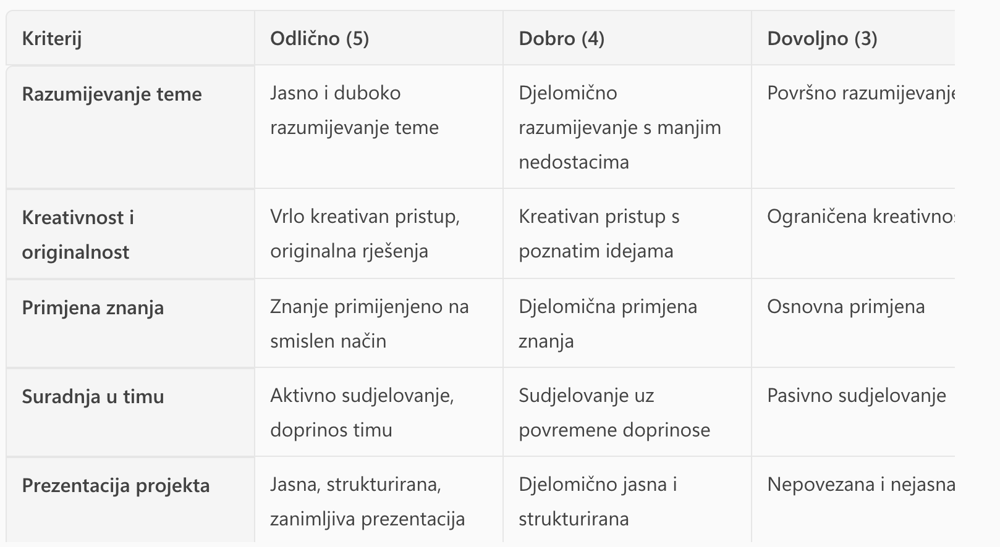 Kriterij Odlično (5) Dobro (4) Dovoljno (3)
Razumijevanje teme Jasno i duboko Djelomično Površno razumijevanje
razumijevanje teme razumijevanje s manjim
nedostacima
Kreativnost i Vrlo kreativan pristup, Kreativan pristup s Ograničena
originalnost originalna rješenja poznatim idejama
Primjena znanja Znanje primijenjeno na Djelomična primjena Osnovna primjena
smislen način znanja
Suradnja u timu Aktivno sudjelovanje, Sudjelovanje uz Pasivno sudjelovanje
doprinos timu povremene doprinose
Prezentacija projekta Jasna, strukturirana, Djelomično jasna i Nepovezana i nejasna
zanimljiva prezentacija strukturirana